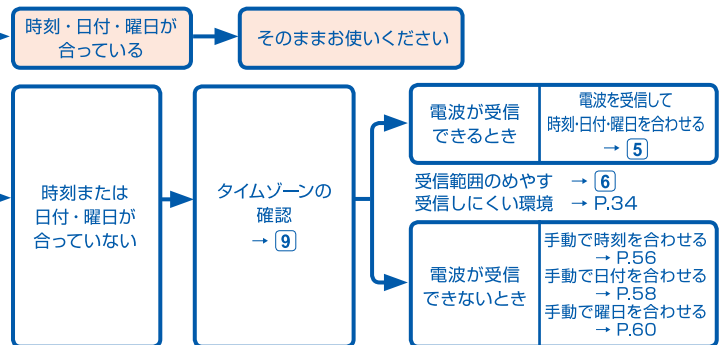 時刻・日付・曜日が
合っている
そのままお使いください
時刻または
日付・曜日が
合っていない
タイムゾーンの
確認
→ 9
電波が受信
できるとき
電波を受信して
時刻・日付・曜日を合わせる
→ 5
受信範囲のめやす → 6
受信しにくい環境 → P.34
電波が受信
できないとき
手動で時刻を合わせる
→ P.56
手動で日付を合わせる
→ P.58
手動で曜日を合わせる
→ P.60